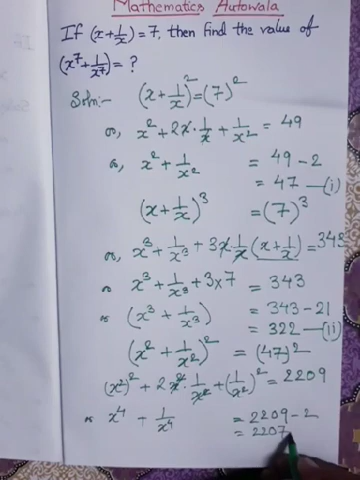 Mathematics Autowala
If (x+1/x)=7, then find the value of
(x⁷+1/x⁷)=?
Soln:- (x+1/x)²=(7)²
or, x²+2x·1/x+1/x²=49
or, x²+1/x² = 49-2
= 47 —(i)
(x+1/x)³ =(7)³
or, x³+1/x³+3x·1/x(x+1/x)=343
or x³+1/x³+3×7 = 343
or (x³+1/x³) = 343-21
= 322 —(ii)
(x²+1/x²)² =(47)²
(x²)²+2x²·1/x²+(1/x²)²=2209
or x⁴+1/x⁴ =2209-2
=2207